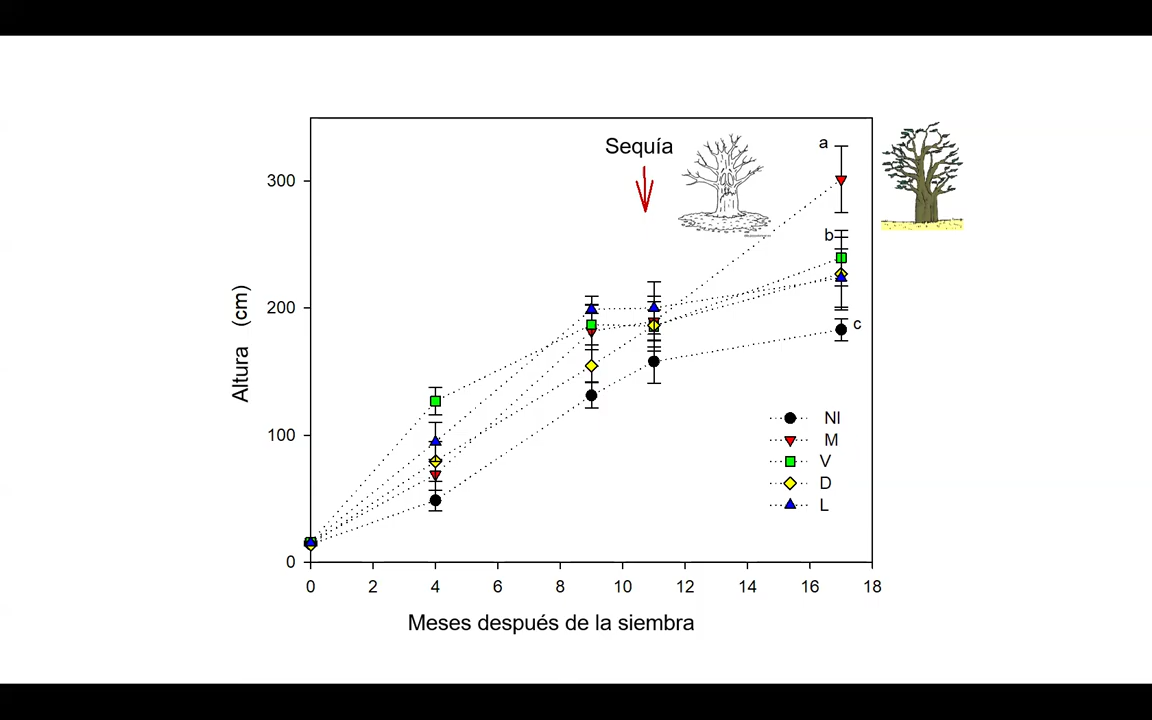 Sequía
a
300
b
200
c
100
0
Altura (cm)
NI
M
V
D
L
0 2 4 6 8 10 12 14 16 18
Meses después de la siembra